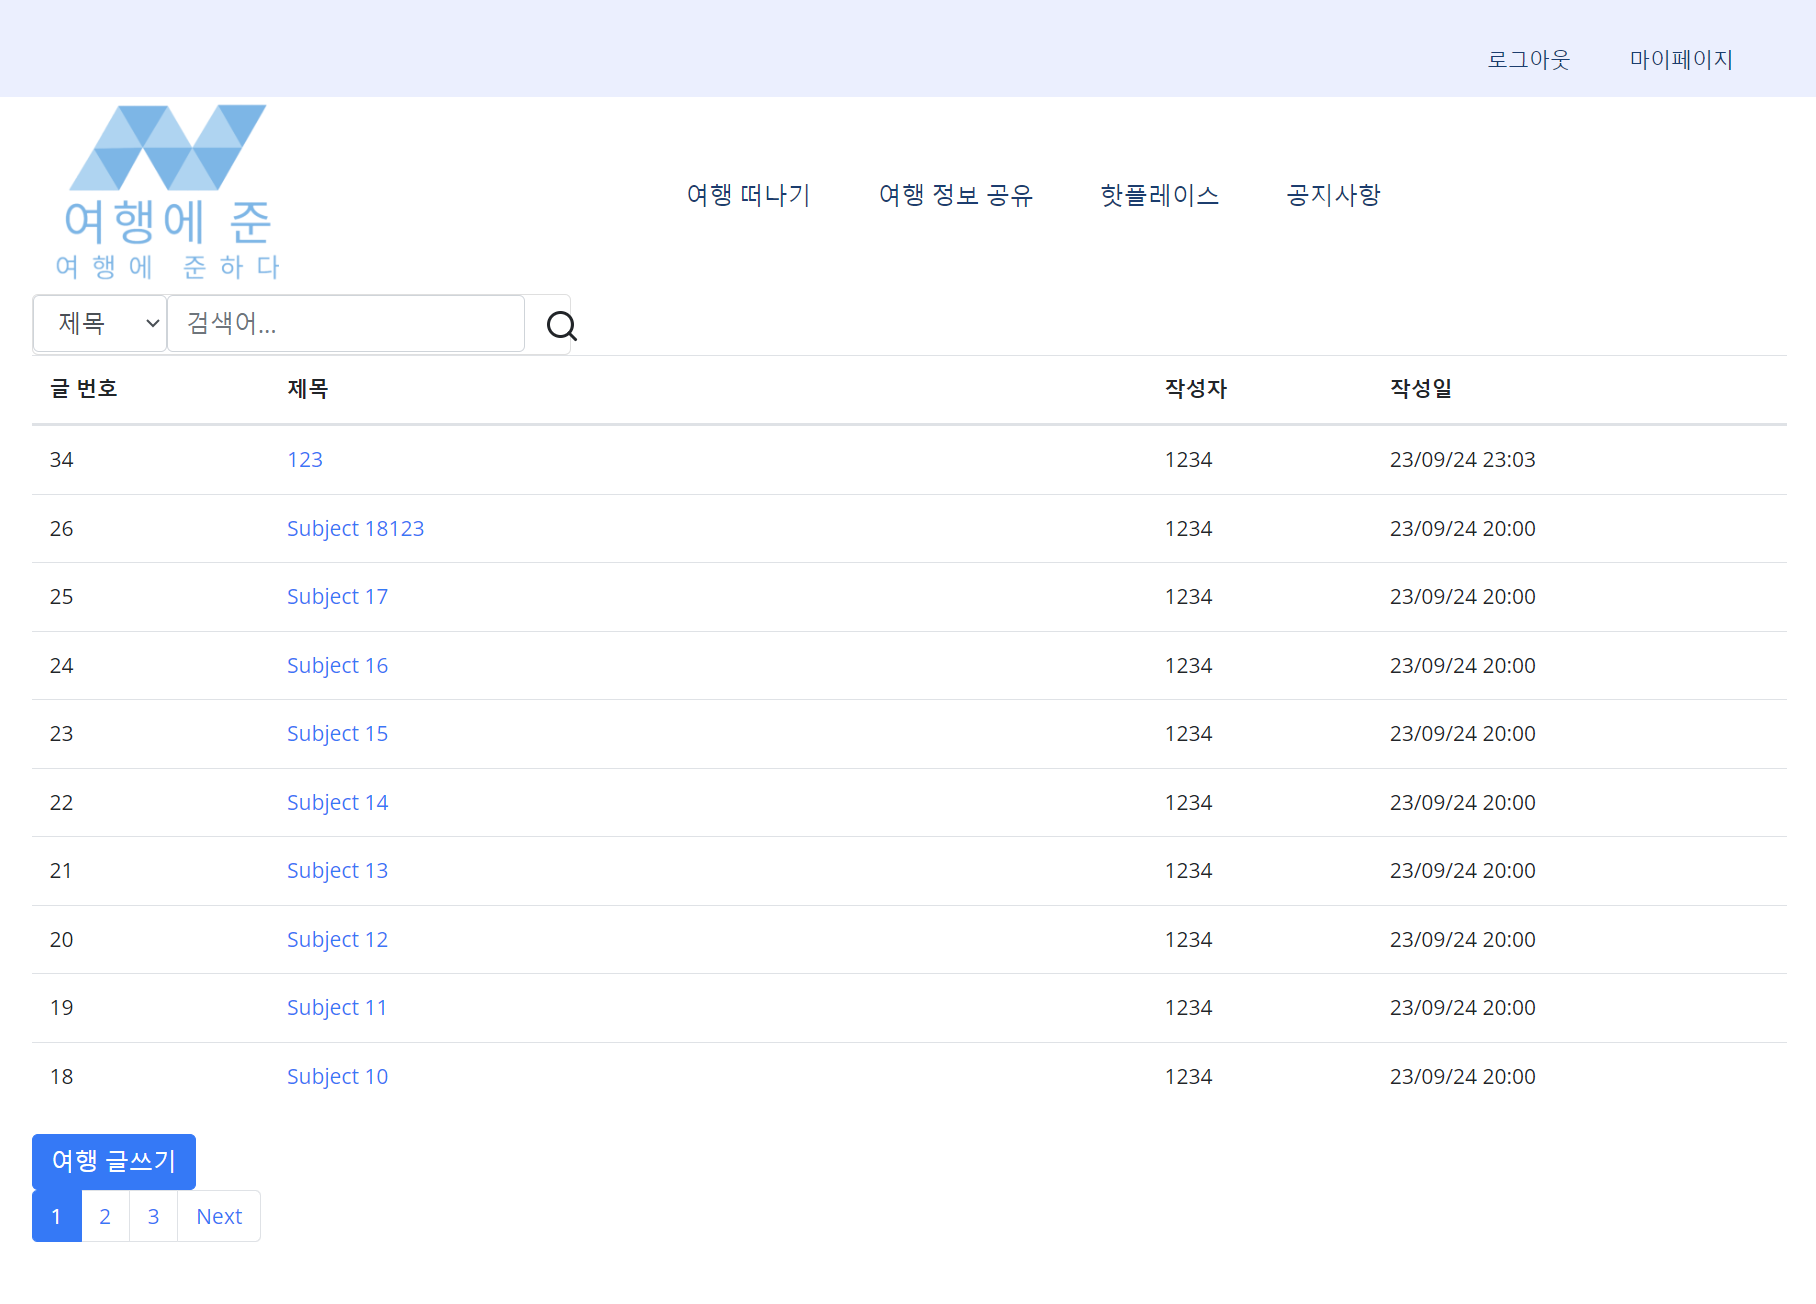 로그아웃 마이페이지
여행에 준
여행에 준하다
여행 떠나기 여행 정보 공유 핫플레이스 공지사항
제목 검색어...
글 번호 제목 작성자 작성일
34 123 1234 23/09/24 23:03
26 Subject 18123 1234 23/09/24 20:00
25 Subject 17 1234 23/09/24 20:00
24 Subject 16 1234 23/09/24 20:00
23 Subject 15 1234 23/09/24 20:00
22 Subject 14 1234 23/09/24 20:00
21 Subject 13 1234 23/09/24 20:00
20 Subject 12 1234 23/09/24 20:00
19 Subject 11 1234 23/09/24 20:00
18 Subject 10 1234 23/09/24 20:00
여행 글쓰기
1 2 3 Next